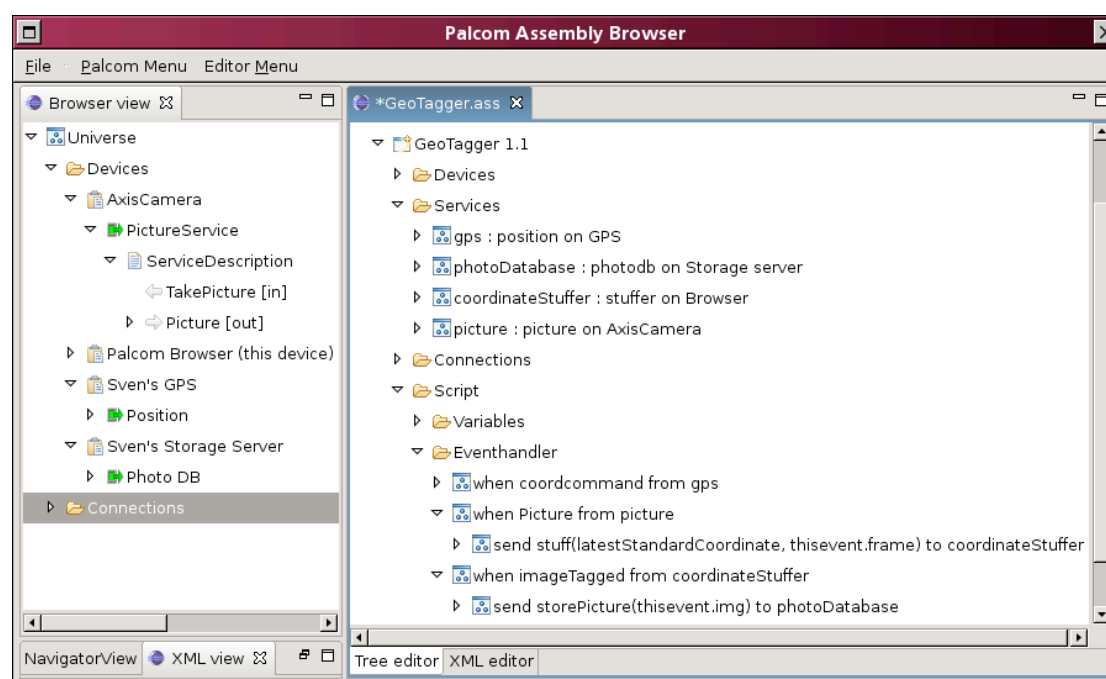 Palcom Assembly Browser
File Palcom Menu Editor Menu
Browser view
Universe
Devices
AxisCamera
PictureService
ServiceDescription
TakePicture [in]
Picture [out]
Palcom Browser (this device)
Sven's GPS
Position
Sven's Storage Server
Photo DB
Connections
NavigatorView XML view
*GeoTagger.ass
GeoTagger 1.1
Devices
Services
gps : position on GPS
photoDatabase : photodb on Storage server
coordinateStuffer : stuffer on Browser
picture : picture on AxisCamera
Connections
Script
Variables
Eventhandler
when coordcommand from gps
when Picture from picture
send stuff(latestStandardCoordinate, thisevent.frame) to coordinateStuffer
when imageTagged from coordinateStuffer
send storePicture(thisevent.img) to photoDatabase
Tree editor XML editor